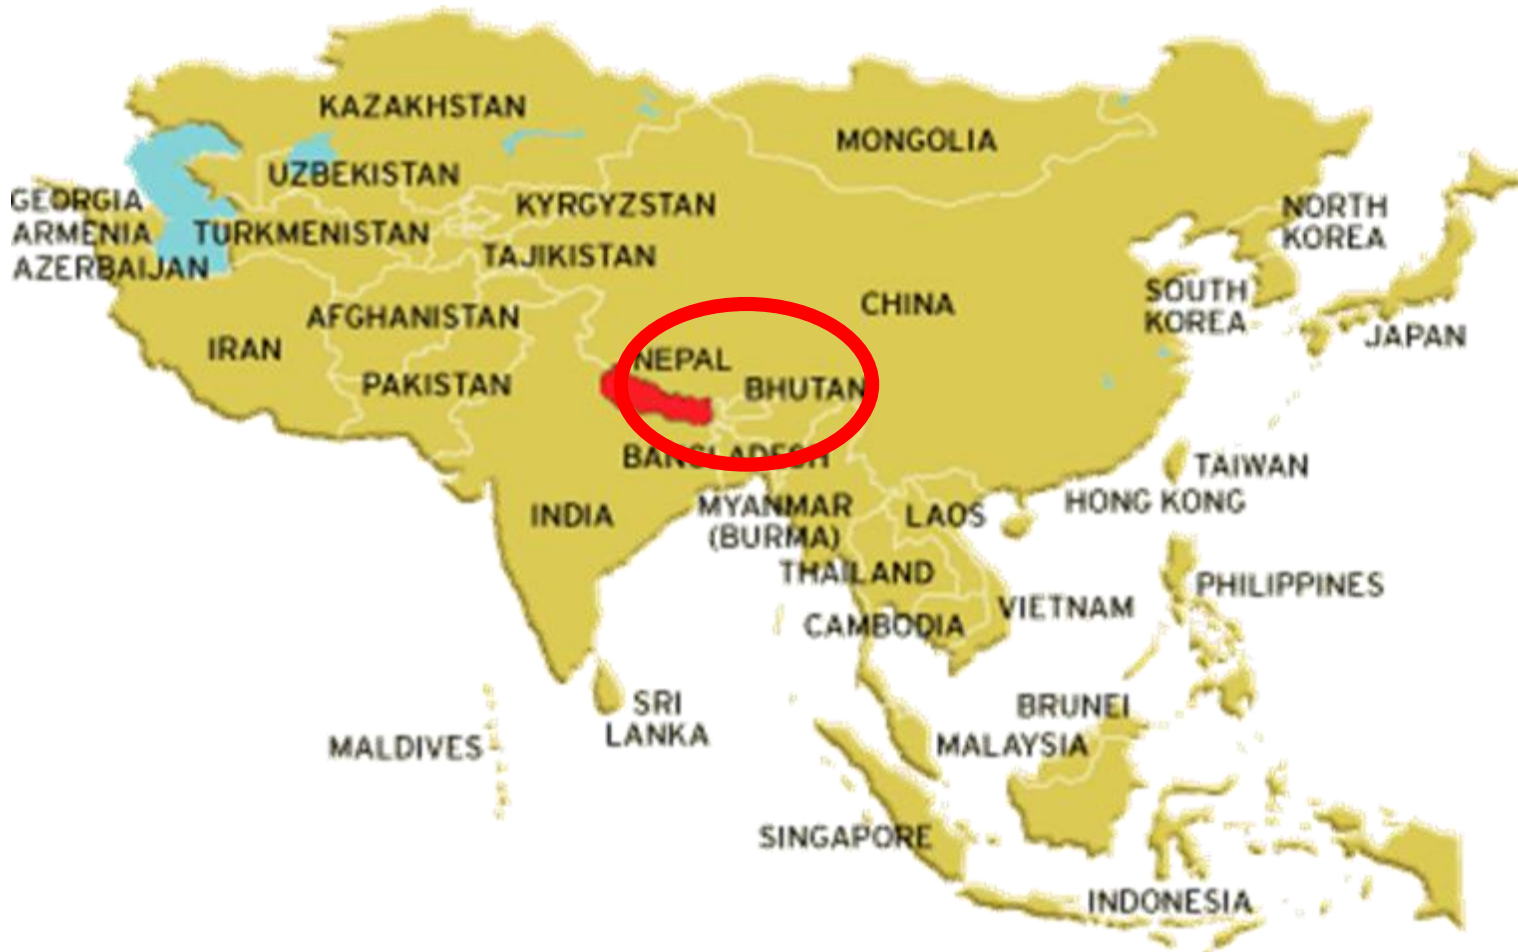 KAZAKHSTAN
MONGOLIA
UZBEKISTAN
GEORGIA
KYRGYZSTAN
NORTH
KOREA
ARMENIA
TURKMENISTAN
AZERBAIJAN
TAJIKISTAN
CHINA
SOUTH
KOREA
AFGHANISTAN
JAPAN
IRAN
NEPAL
PAKISTAN
BHUTAN
BANGLADESH
TAIWAN
HONG KONG
INDIA
MYANMAR
(BURMA)
LAOS
THAILAND
PHILIPPINES
VIETNAM
CAMBODIA
SRI
LANKA
BRUNEI
MALDIVES
MALAYSIA
SINGAPORE
INDONESIA